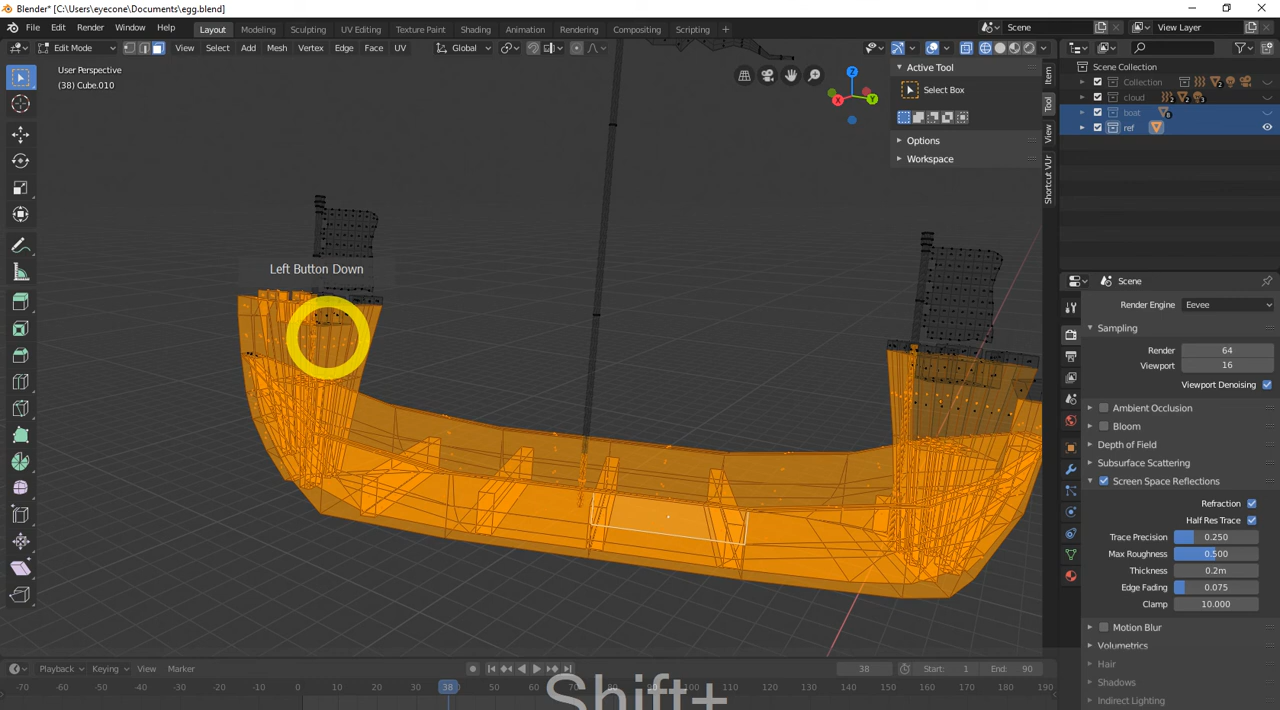 Blender* [C:\Users\eyecone\Documents\egg.blend]
File Edit Render Window Help Layout Modeling Sculpting UV Editing Texture Paint Shading Animation Rendering Compositing Scripting + Scene View Layer
Edit Mode View Select Add Mesh Vertex Edge Face UV Global
User Perspective
(38) Cube.010
Active Tool
Select Box
Options
Workspace
Item
Tool
View
Shortcut VUr
X
Y
Z
Scene Collection
Collection 2
cloud 2 2 3
boat 8
ref
Left Button Down
Scene
Render Engine Eevee
Sampling
Render 64
Viewport 16
Viewport Denoising
Ambient Occlusion
Bloom
Depth of Field
Subsurface Scattering
Screen Space Reflections
Refraction
Half Res Trace
Trace Precision 0.250
Max Roughness 0.500
Thickness 0.2m
Edge Fading 0.075
Clamp 10.000
Motion Blur
Volumetrics
Hair
Shadows
Indirect Lighting
Playback Keying View Marker 38 Start: 1 End: 90
-70 -60 -50 -40 -30 -20 -10 0 10 20 30 38 50 60 70 110 120 130 140 150 160 170 180 190
Shift+